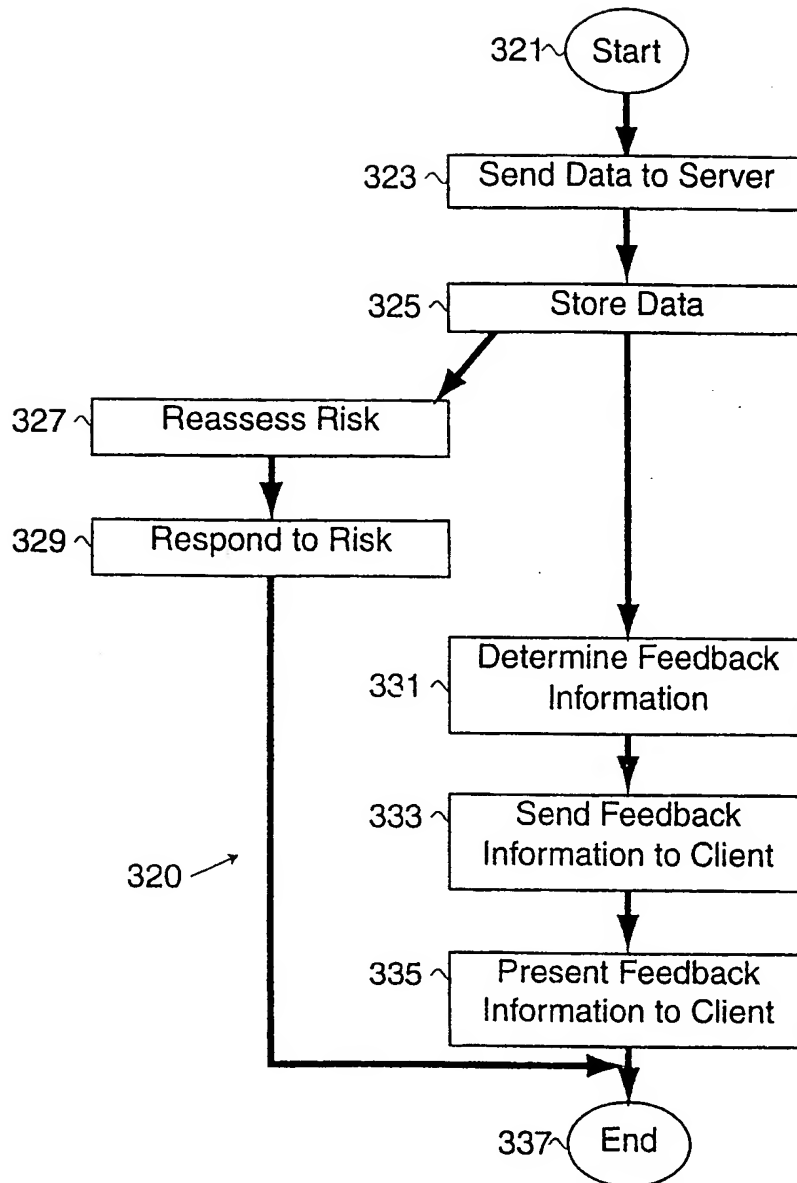 321 Start
323 Send Data to Server
325 Store Data
327 Reassess Risk
329 Respond to Risk
331 Determine Feedback
Information
333 Send Feedback
Information to Client
320
335 Present Feedback
Information to Client
337 End